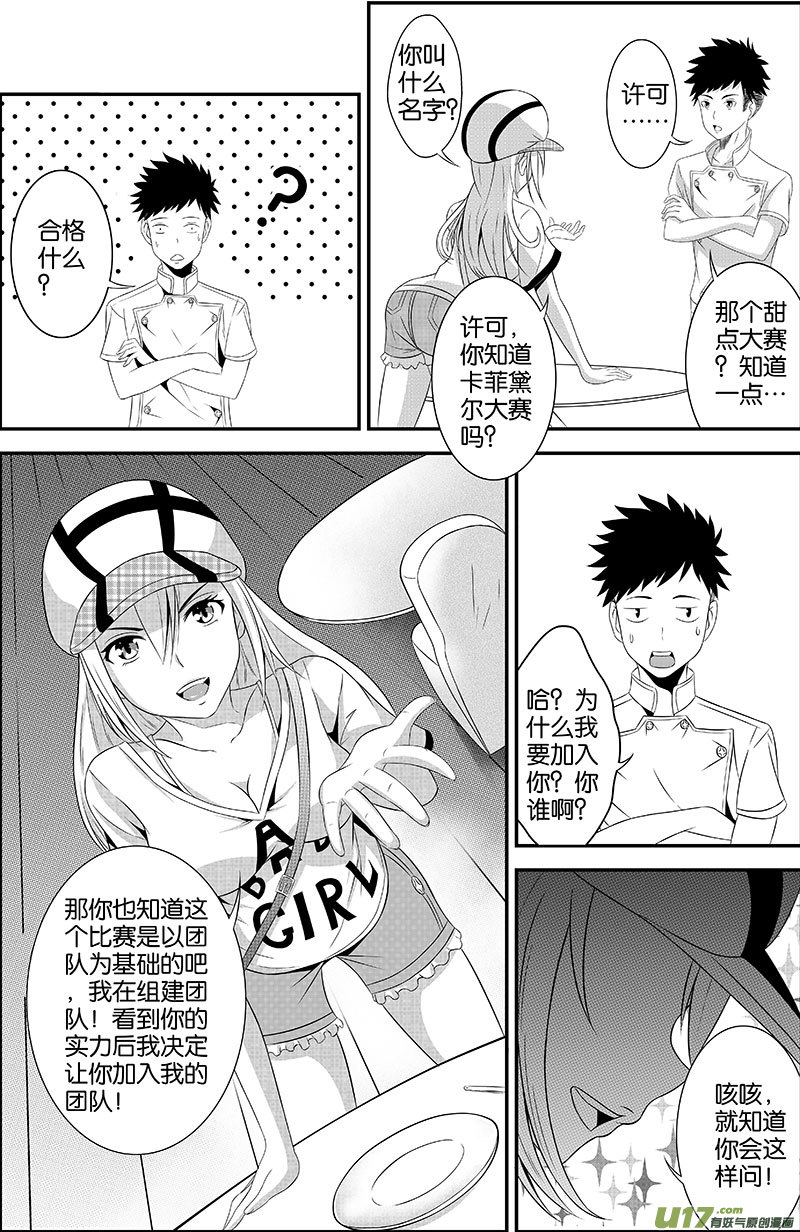 合格
什么
?
你叫
什么
名字?
许可
……
许可，
你知道
卡菲黛
尔大赛
吗?
那个甜
点大赛
? 知道
一点…
A
BAD
GIRL
那你也知道这
个比赛是以团
队为基础的吧
，我在组建团
队! 看到你的
实力后我决定
让你加入我的
团队!
哈? 为
什么我
要加入
你? 你
谁啊?
咳咳，
就知道
你会这
样问!
U17
有妖气原创漫画